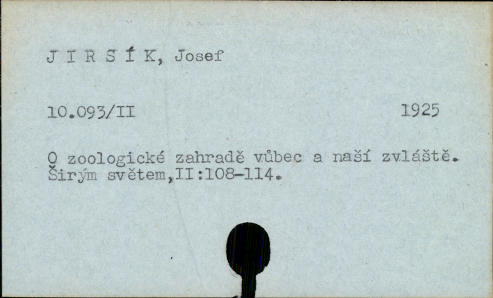 J I R S Í K, Josef
10.093/II 1925
O zoologické zahradě vůbec a naší zvláště.
Širým světem,II:108-114.